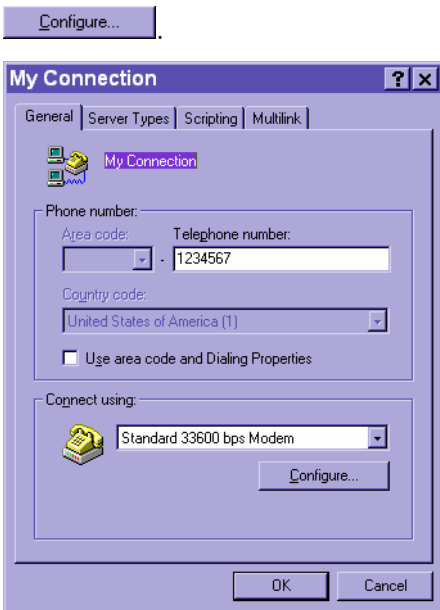 Configure... .
My Connection ? ×
General Server Types Scripting Multilink
My Connection
Phone number:
Area code: Telephone number:
- 1234567
Country code:
United States of America (1)
Use area code and Dialing Properties
Connect using:
Standard 33600 bps Modem
Configure...
OK Cancel